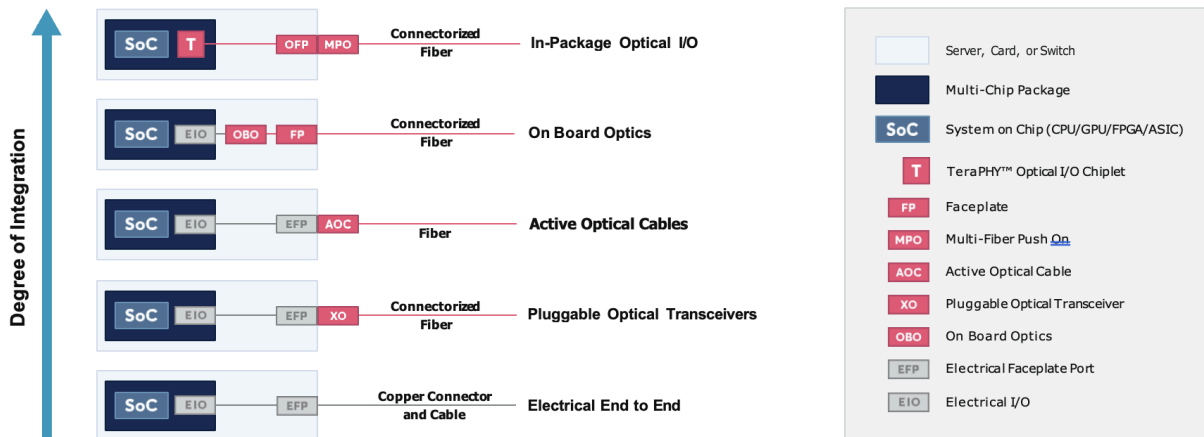 Degree of Integration
SoC T OFP MPO Connectorized Fiber In-Package Optical I/O
SoC EIO OBO FP Connectorized Fiber On Board Optics
SoC EIO EFP AOC Fiber Active Optical Cables
SoC EIO EFP XO Connectorized Fiber Pluggable Optical Transceivers
SoC EIO EFP Copper Connector and Cable Electrical End to End
Server, Card, or Switch
Multi-Chip Package
SoC System on Chip (CPU/GPU/FPGA/ASIC)
T TeraPHY™ Optical I/O Chiplet
FP Faceplate
MPO Multi-Fiber Push On
AOC Active Optical Cable
XO Pluggable Optical Transceiver
OBO On Board Optics
EFP Electrical Faceplate Port
EIO Electrical I/O